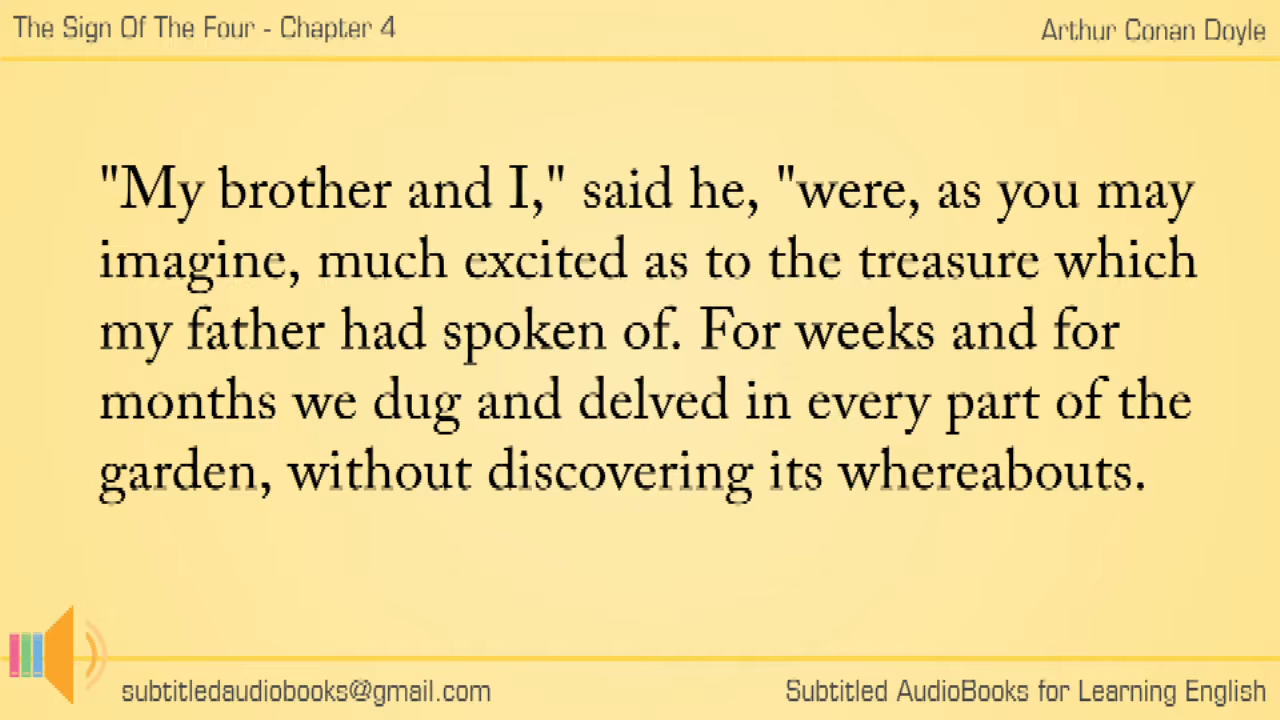 The Sign Of The Four - Chapter 4
Arthur Conan Doyle
"My brother and I," said he, "were, as you may
imagine, much excited as to the treasure which
my father had spoken of. For weeks and for
months we dug and delved in every part of the
garden, without discovering its whereabouts.
subtitledaudiobooks@gmail.com
Subtitled AudioBooks for Learning English